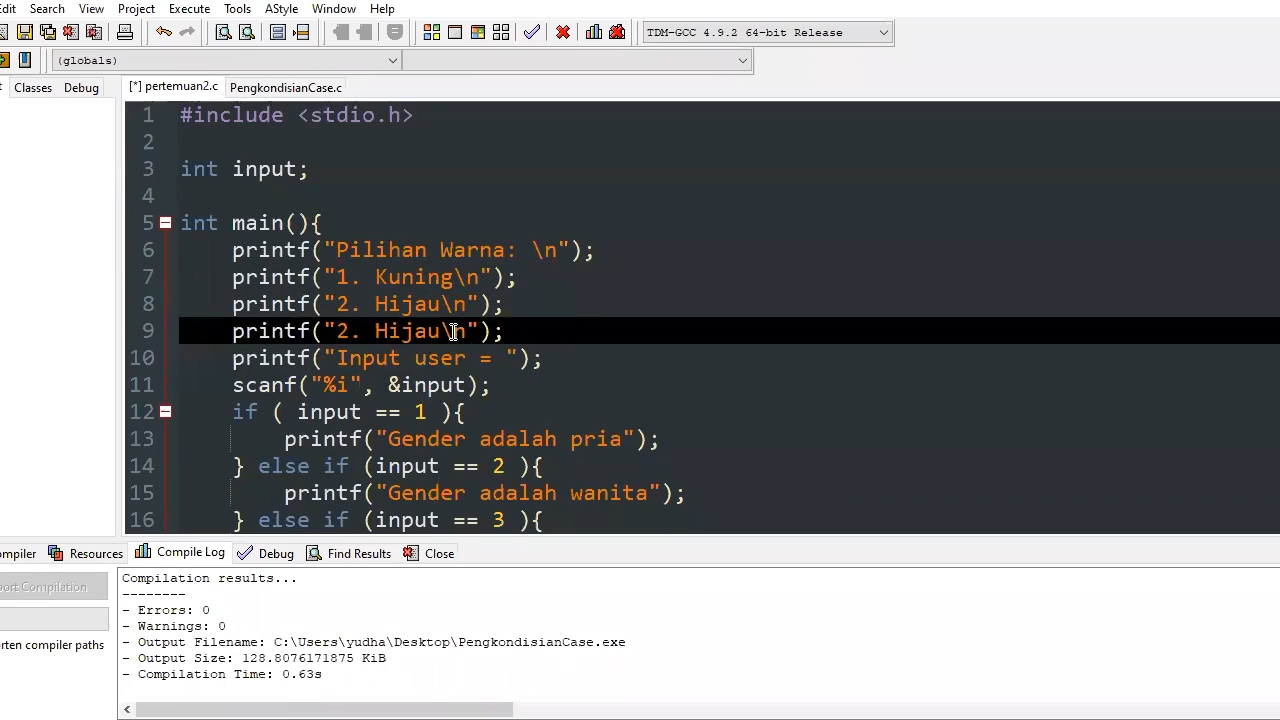 Edit Search View Project Execute Tools AStyle Window Help
TDM-GCC 4.9.2 64-bit Release
(globals)
Classes Debug [*] pertemuan2.c PengkondisianCase.c
1 #include <stdio.h>
2
3 int input;
4
5 int main(){
6 printf("Pilihan Warna: \n");
7 printf("1. Kuning\n");
8 printf("2. Hijau\n");
9 printf("2. Hijau\n");
10 printf("Input user = ");
11 scanf("%i", &input);
12 if ( input == 1 ){
13 printf("Gender adalah pria");
14 } else if (input == 2 ){
15 printf("Gender adalah wanita");
16 } else if (input == 3 ){
ompiler Resources Compile Log Debug Find Results Close
ort Compilation
rten compiler paths
Compilation results...
--------
- Errors: 0
- Warnings: 0
- Output Filename: C:\Users\yudha\Desktop\PengkondisianCase.exe
- Output Size: 128.8076171875 KiB
- Compilation Time: 0.63s